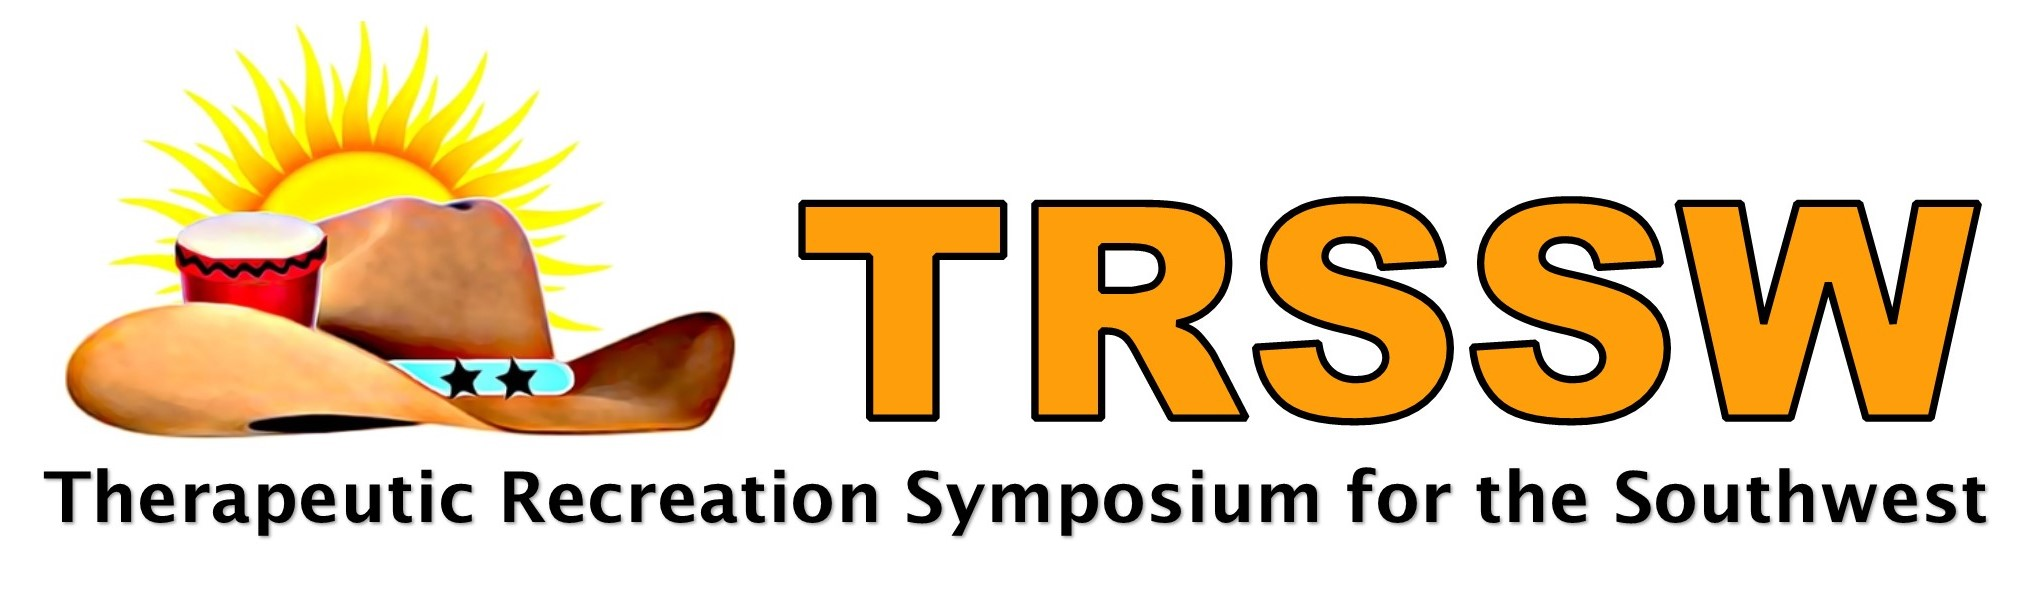 TRSSW
Therapeutic Recreation Symposium for the Southwest